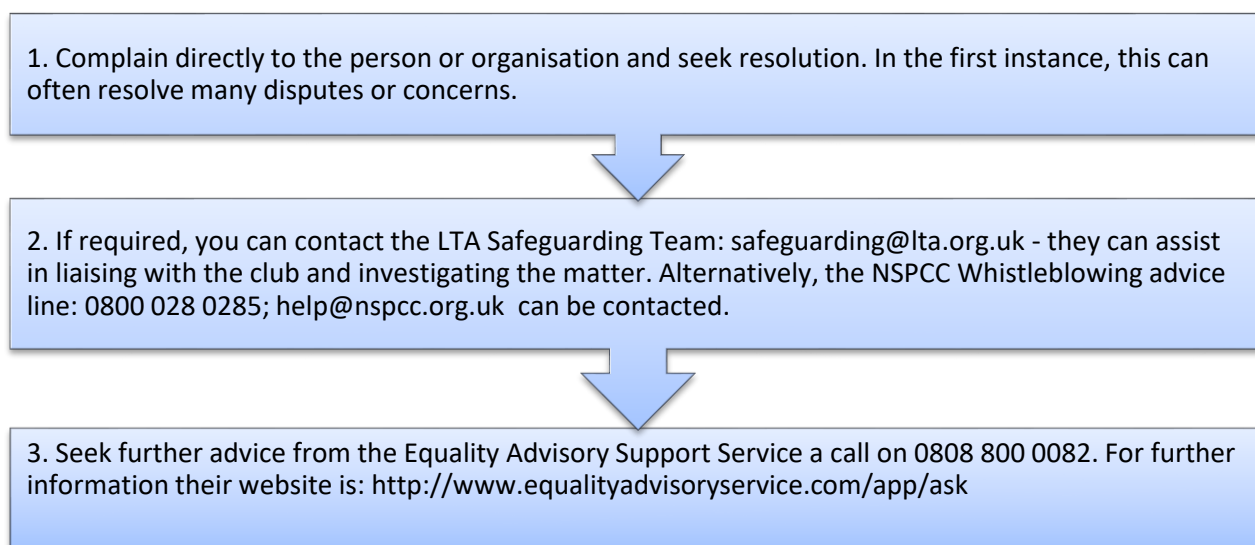 1. Complain directly to the person or organisation and seek resolution. In the first instance, this can
often resolve many disputes or concerns.
2. If required, you can contact the LTA Safeguarding Team: safeguarding@lta.org.uk - they can assist
in liaising with the club and investigating the matter. Alternatively, the NSPCC Whistleblowing advice
line: 0800 028 0285; help@nspcc.org.uk  can be contacted.
3. Seek further advice from the Equality Advisory Support Service a call on 0808 800 0082. For further
information their website is: http://www.equalityadvisoryservice.com/app/ask